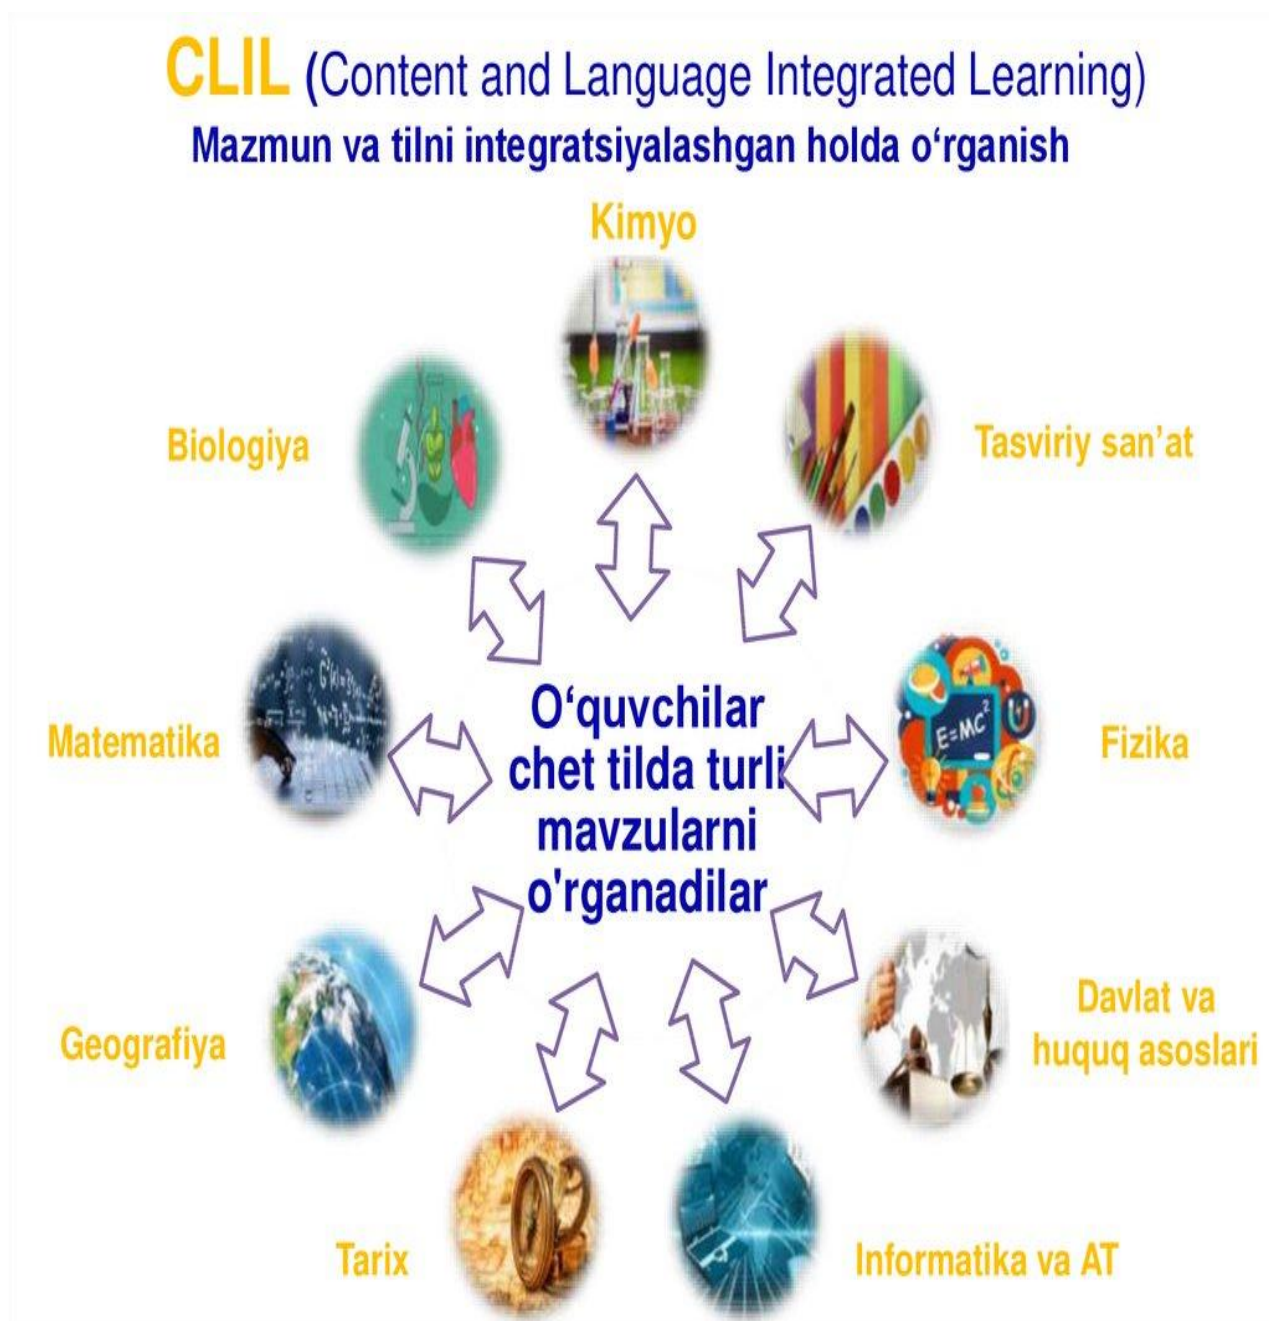 CLIL (Content and Language Integrated Learning)
Mazmun va tilni integratsiyalashgan holda o‘rganish
Kimyo
Biologiya
Tasviriy san’at
Matematika
O‘quvchilar
chet tilda turli
mavzularni
o'rganadilar
Fizika
E=MC²
Geografiya
Davlat va
huquq asoslari
Tarix
Informatika va AT